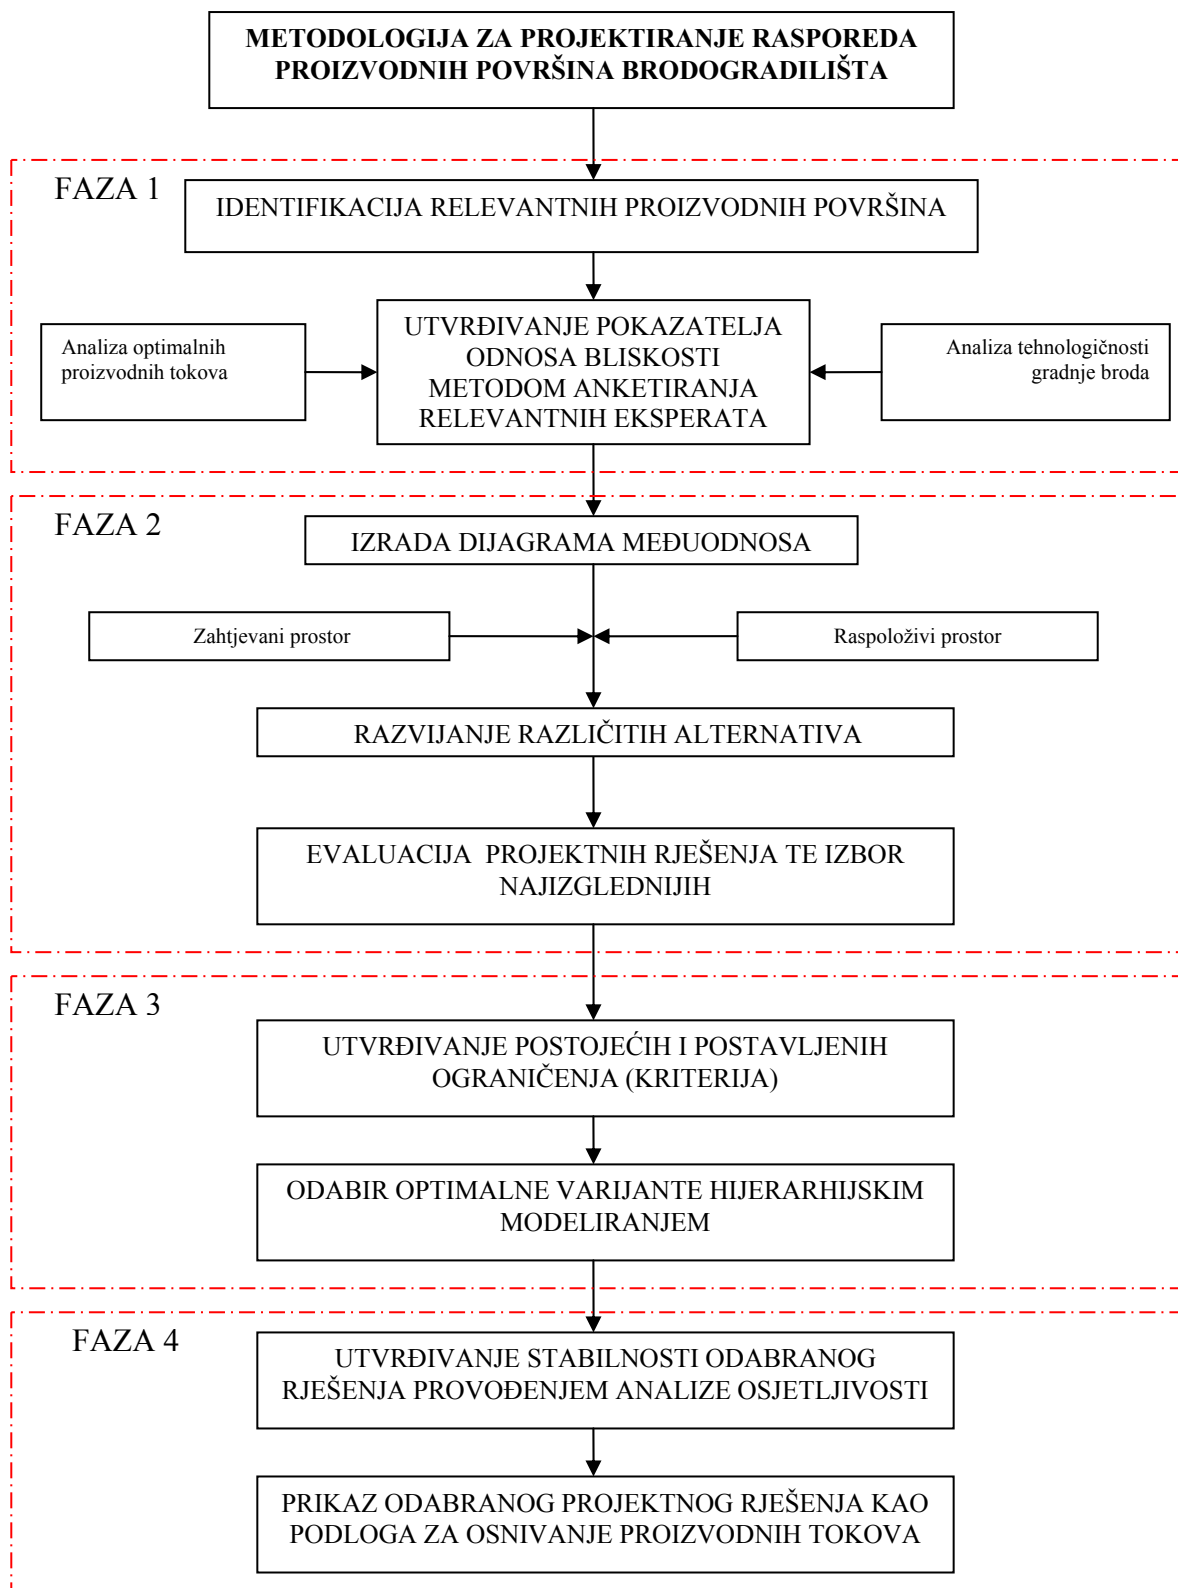 METODOLOGIJA ZA PROJEKTIRANJE RASPOREDA
PROIZVODNIH POVRŠINA BRODOGRADILIŠTA
FAZA 1
IDENTIFIKACIJA RELEVANTNIH PROIZVODNIH POVRŠINA
Analiza optimalnih
proizvodnih tokova
UTVRĐIVANJE POKAZATELJA
ODNOSA BLISKOSTI
METODOM ANKETIRANJA
RELEVANTNIH EKSPERATA
Analiza tehnologičnosti
gradnje broda
FAZA 2
IZRADA DIJAGRAMA MEĐUODNOSA
Zahtjevani prostor
Raspoloživi prostor
RAZVIJANJE RAZLIČITIH ALTERNATIVA
EVALUACIJA PROJEKTNIH RJEŠENJA TE IZBOR
NAJIZGLEDNIJIH
FAZA 3
UTVRĐIVANJE POSTOJEĆIH I POSTAVLJENIH
OGRANIČENJA (KRITERIJA)
ODABIR OPTIMALNE VARIJANTE HIJERARHIJSKIM
MODELIRANJEM
FAZA 4
UTVRĐIVANJE STABILNOSTI ODABRANOG
RJEŠENJA PROVOĐENJEM ANALIZE OSJETLJIVOSTI
PRIKAZ ODABRANOG PROJEKTNOG RJEŠENJA KAO
PODLOGA ZA OSNIVANJE PROIZVODNIH TOKOVA